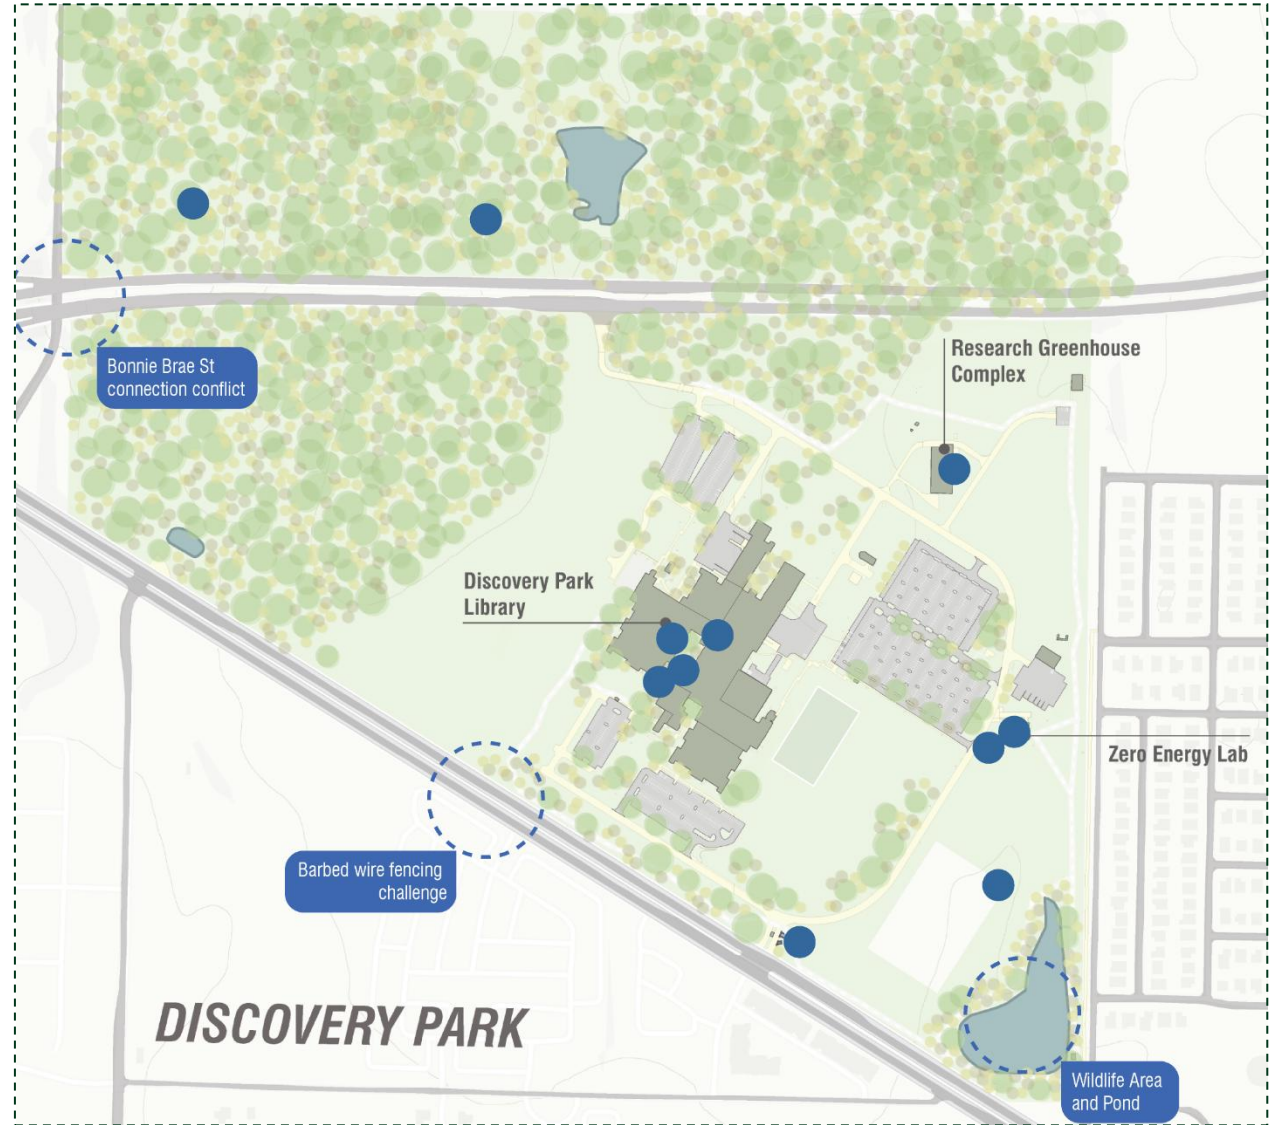 Research Greenhouse
Complex
Bonnie Brae St
connection conflict
Discovery Park
Library
Zero Energy Lab
Barbed wire fencing
challenge
DISCOVERY PARK
Wildlife Area
and Pond